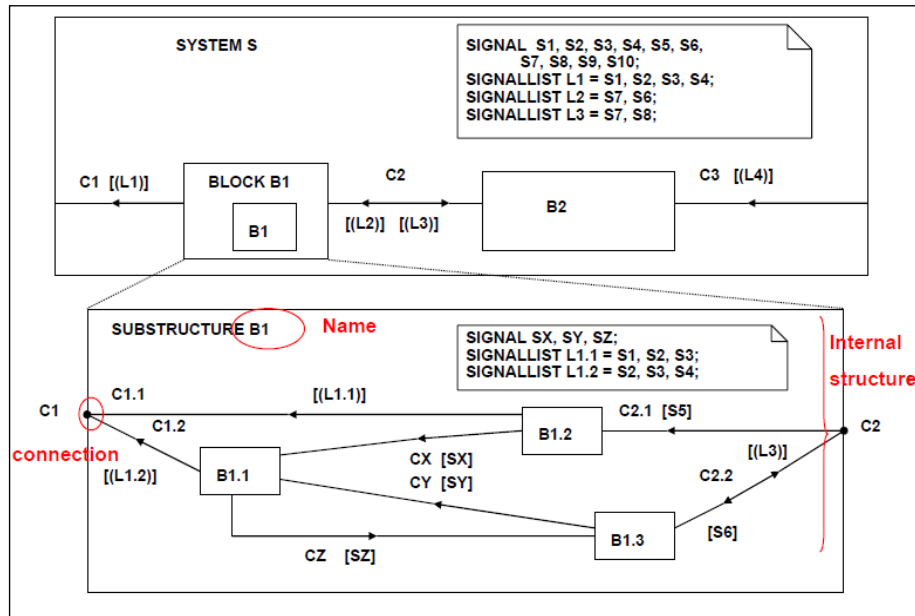 SYSTEM S
SIGNAL S1, S2, S3, S4, S5, S6,
S7, S8, S9, S10;
SIGNALLIST L1 = S1, S2, S3, S4;
SIGNALLIST L2 = S7, S6;
SIGNALLIST L3 = S7, S8;
C1 [(L1)]
BLOCK B1
B1
C2
[(L2)] [(L3)]
B2
C3 [(L4)]
SUBSTRUCTURE B1
Name
SIGNAL SX, SY, SZ;
SIGNALLIST L1.1 = S1, S2, S3;
SIGNALLIST L1.2 = S2, S3, S4;
Internal
structure
C1
C1.1
[(L1.1)]
C1.2
connection
[(L1.2)]
B1.1
CX [SX]
CY [SY]
B1.2
C2.1 [S5]
C2
[(L3)]
C2.2
[S6]
B1.3
CZ [SZ]